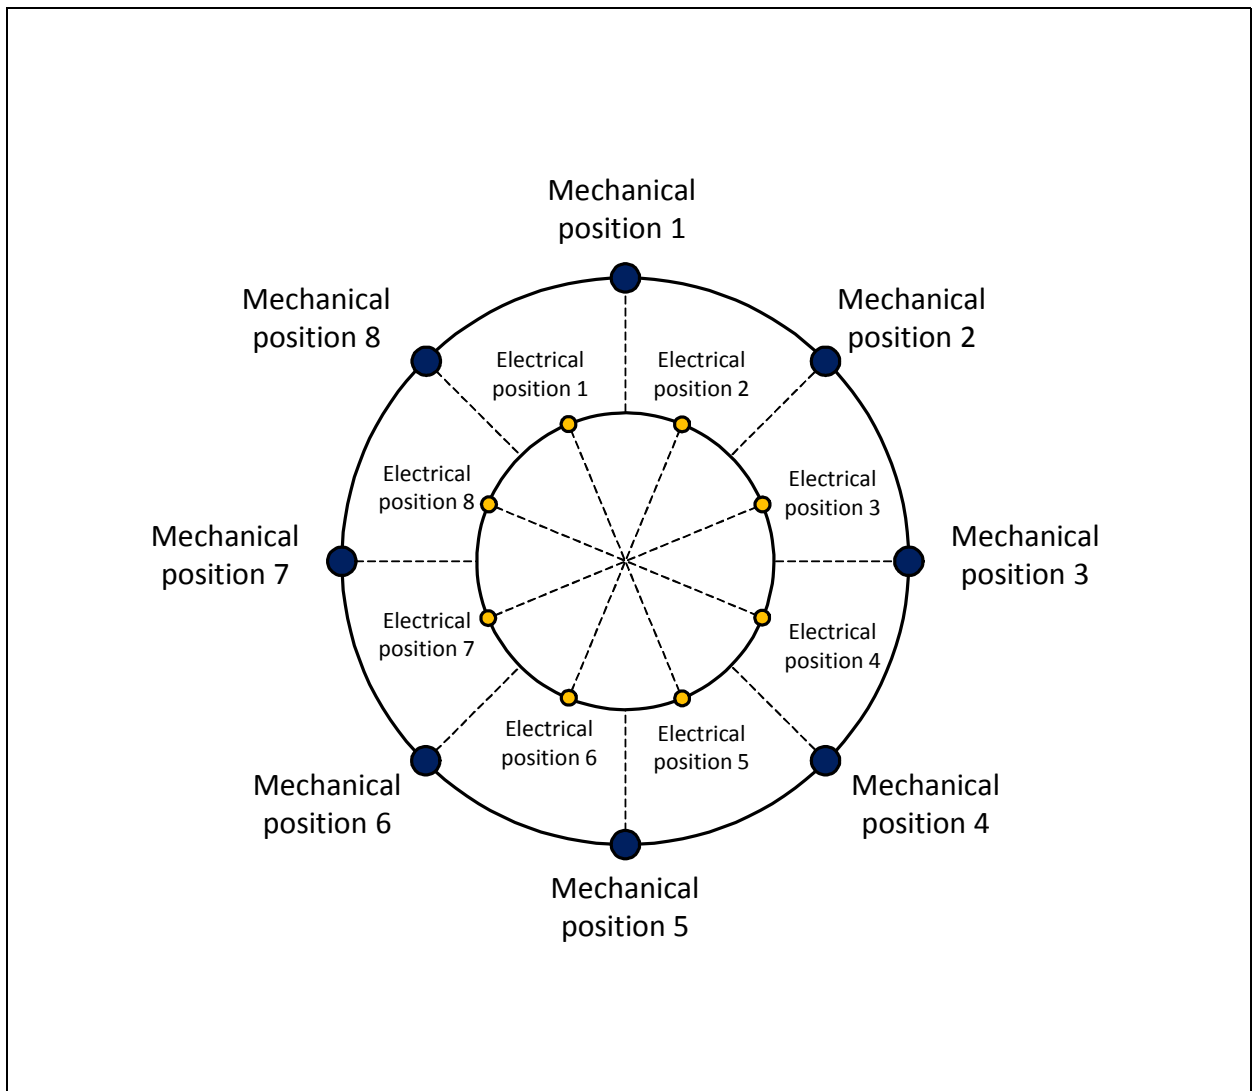 Mechanical
position 1
Mechanical
position 8
Mechanical
position 2
Electrical
position 1
Electrical
position 2
Electrical
position 8
Electrical
position 3
Mechanical
position 7
Mechanical
position 3
Electrical
position 7
Electrical
position 4
Electrical
position 6
Electrical
position 5
Mechanical
position 6
Mechanical
position 4
Mechanical
position 5